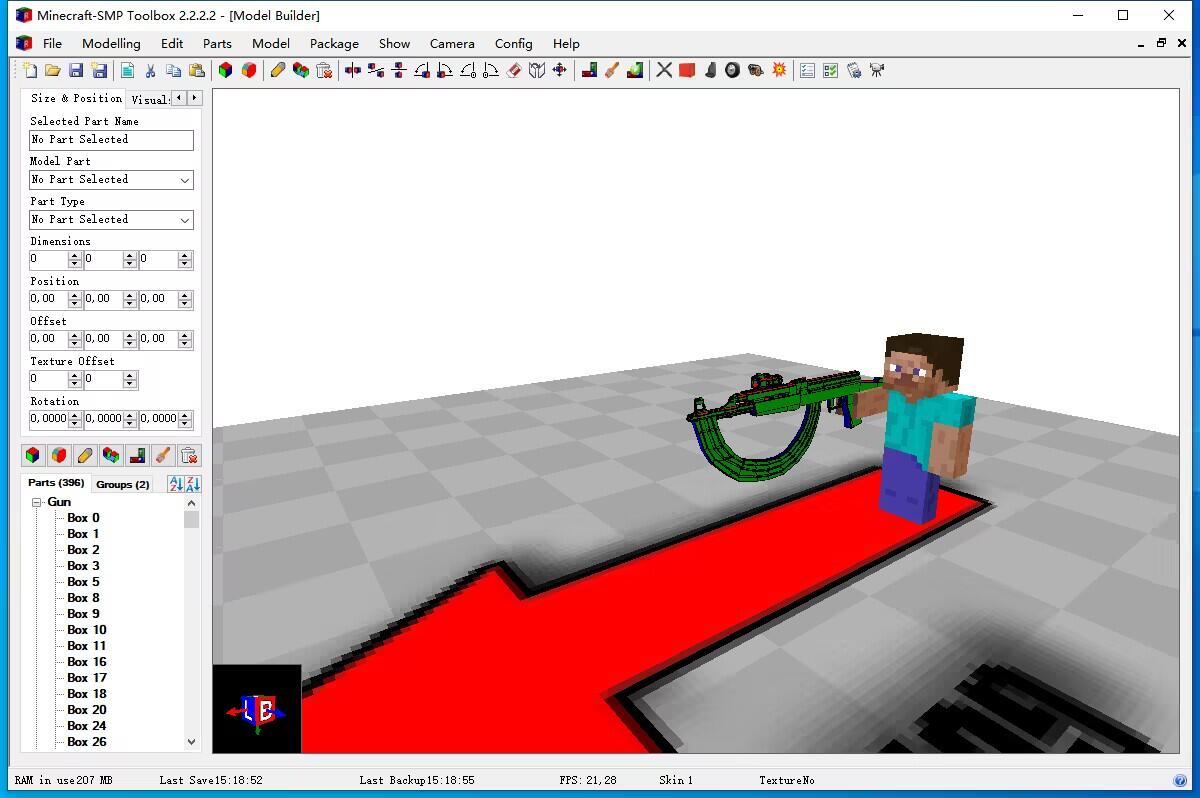 Minecraft-SMP Toolbox 2.2.2.2 - [Model Builder]
File Modelling Edit Parts Model Package Show Camera Config Help
Size & Position Visual:
Selected Part Name
No Part Selected
Model Part
No Part Selected
Part Type
No Part Selected
Dimensions
0 0 0
Position
0,00 0,00 0,00
Offset
0,00 0,00 0,00
Texture Offset
0 0
Rotation
0,0000 0,0000 0,0000
Parts (396) Groups (2)
Gun
Box 0
Box 1
Box 2
Box 3
Box 5
Box 8
Box 9
Box 10
Box 11
Box 16
Box 17
Box 18
Box 20
Box 24
Box 26
L B
RAM in use207 MB Last Save15:18:52 Last Backup15:18:55 FPS: 21,28 Skin 1 TextureNo